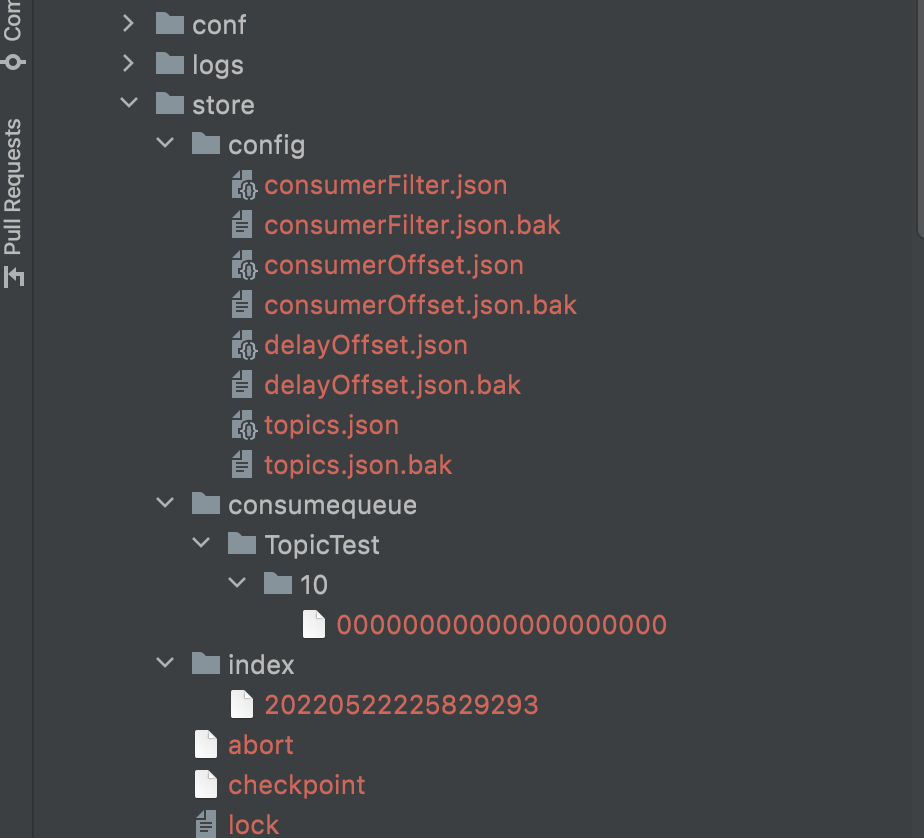 conf
logs
store
config
consumerFilter.json
consumerFilter.json.bak
consumerOffset.json
consumerOffset.json.bak
delayOffset.json
delayOffset.json.bak
topics.json
topics.json.bak
consumequeue
TopicTest
10
00000000000000000000
index
20220522225829293
abort
checkpoint
lock
Com
Pull Requests